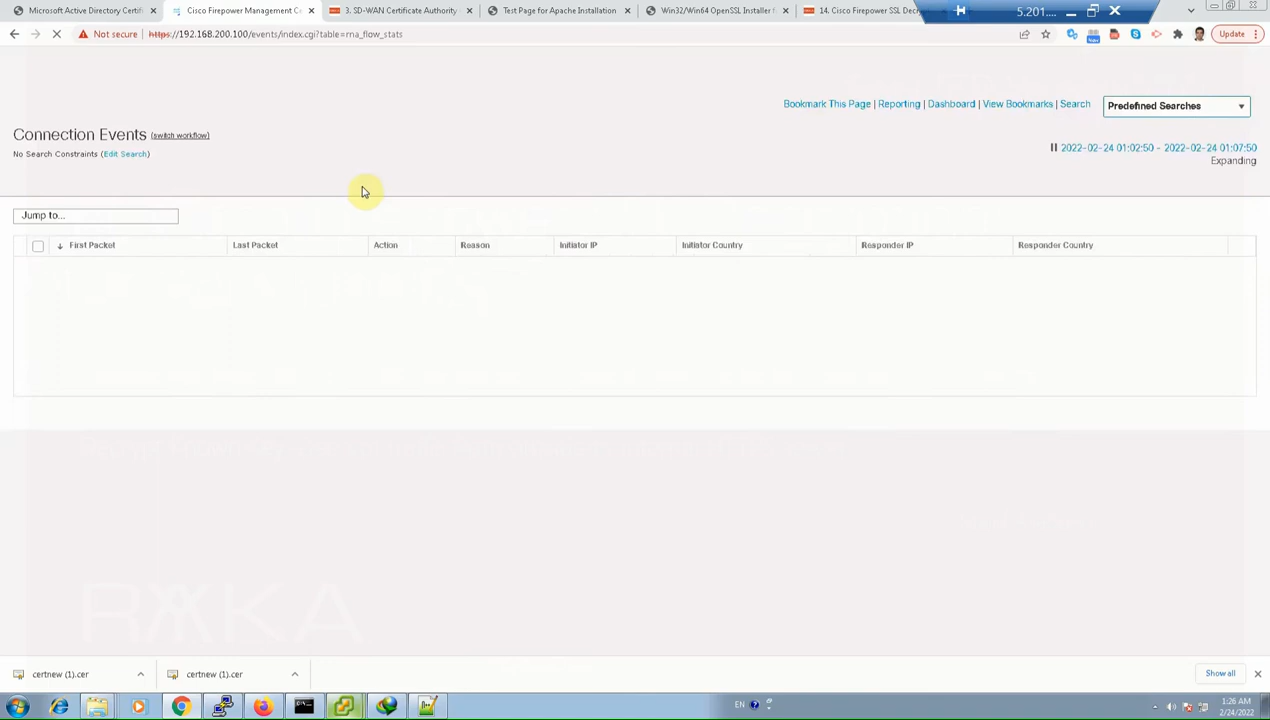 Microsoft Active Directory Certifi
Cisco Firepower Management Ce
3. SD-WAN Certificate Authority
Test Page for Apache Installation
Win32/Win64 OpenSSL Installer f
14. Cisco Firepower SSL Decry
5.201....
Not secure
https://192.168.200.100/events/index.cgi?table=rna_flow_stats
Update
Bookmark This Page | Reporting | Dashboard | View Bookmarks | Search
Predefined Searches
Connection Events (switch workflow)
No Search Constraints (Edit Search)
2022-02-24 01:02:50 - 2022-02-24 01:07:50
Expanding
Jump to...
First Packet
Last Packet
Action
Reason
Initiator IP
Initiator Country
Responder IP
Responder Country
RAYKA
certnew (1).cer
certnew (1).cer
Show all
EN
1:26 AM
2/24/2022